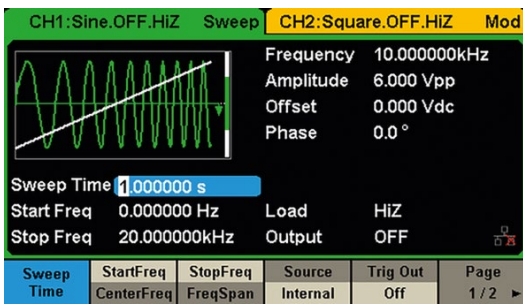 CH1:Sine.OFF.HiZ Sweep CH2:Square.OFF.HiZ Mod
Frequency 10.000000kHz
Amplitude 6.000 Vpp
Offset 0.000 Vdc
Phase 0.0 °
Sweep Time 1.000000 s
Start Freq 0.000000 Hz Load HiZ
Stop Freq 20.000000kHz Output OFF
Sweep StartFreq StopFreq Source Trig Out Page
Time CenterFreq FreqSpan Internal Off 1 / 2 ►